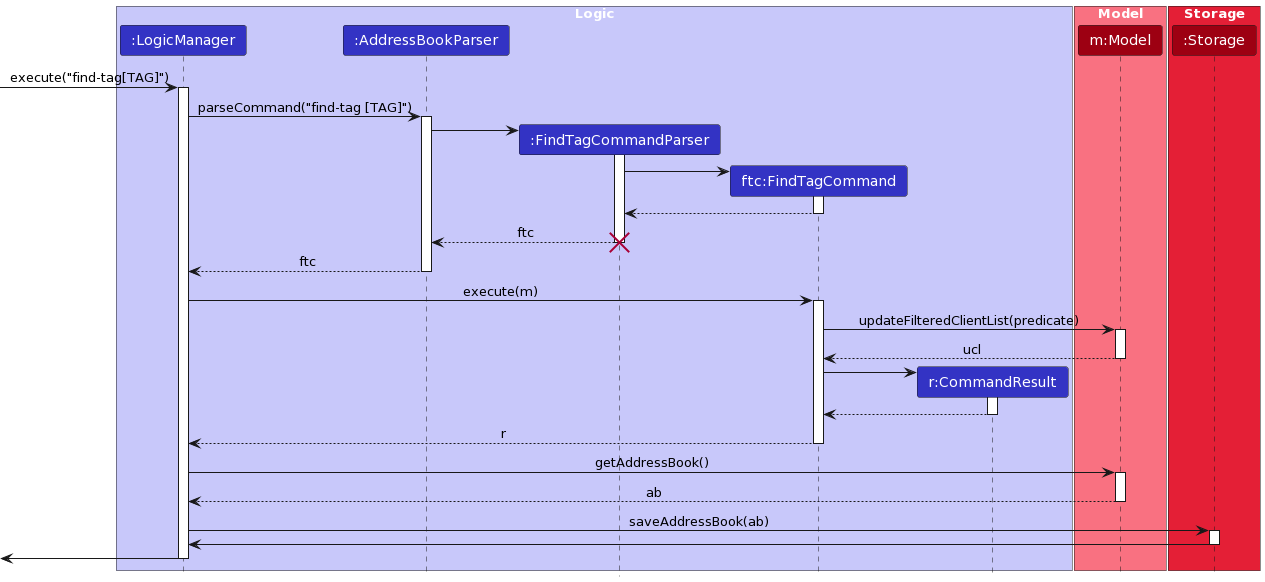 Logic
Model
Storage
:LogicManager
:AddressBookParser
m:Model
:Storage
execute("find-tag[TAG]")
parseCommand("find-tag [TAG]")
:FindTagCommandParser
ftc:FindTagCommand
ftc
ftc
execute(m)
updateFilteredClientList(predicate)
ucl
r:CommandResult
r
getAddressBook()
ab
saveAddressBook(ab)